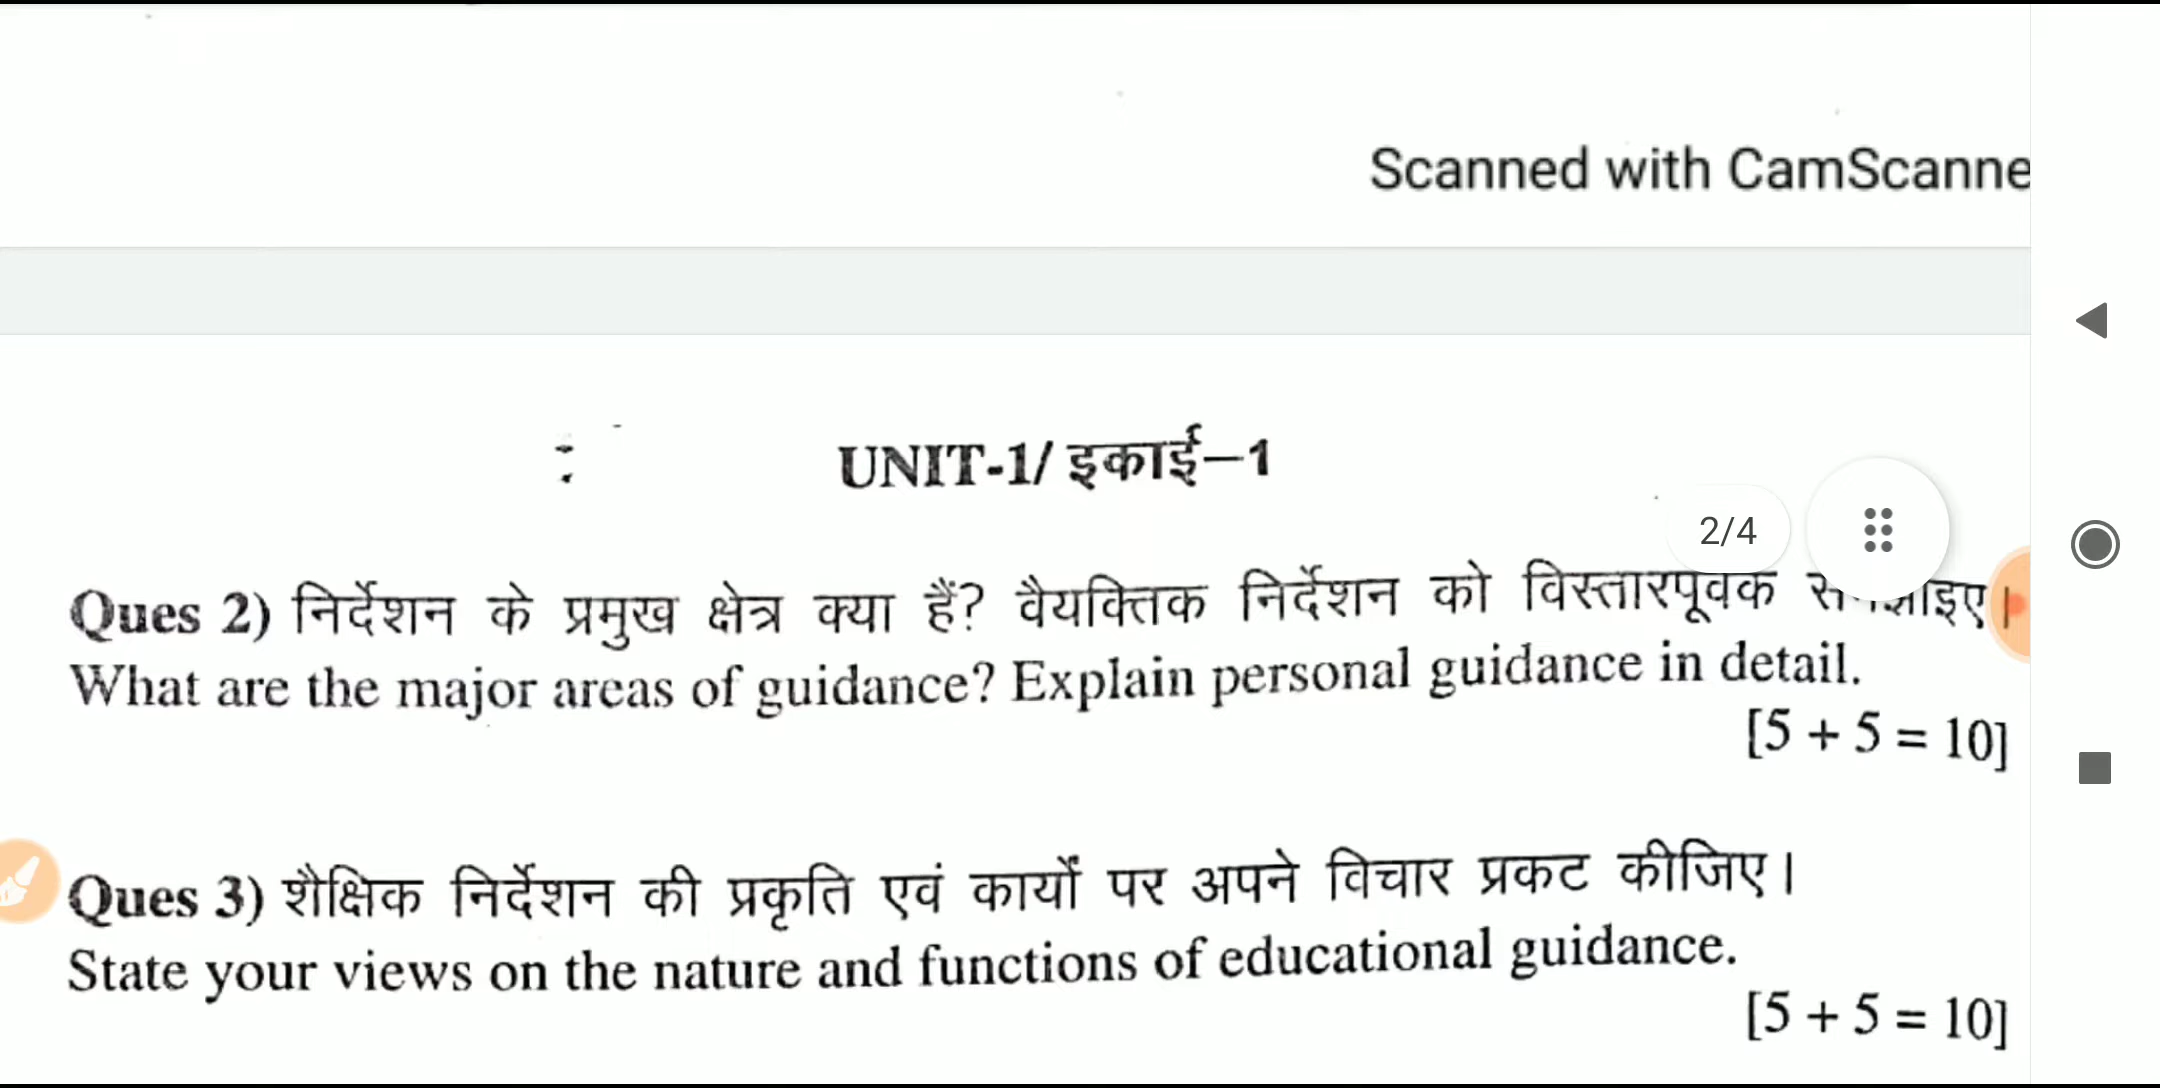 Scanned with CamScanne
UNIT-1/ इकाई–1
2/4
Ques 2) निर्देशन के प्रमुख क्षेत्र क्या हैं? वैयक्तिक निर्देशन को विस्तारपूर्वक
What are the major areas of guidance? Explain personal guidance in detail.
[5 + 5 = 10]
Ques 3) शैक्षिक निर्देशन की प्रकृति एवं कार्यों पर अपने विचार प्रकट कीजिए।
State your views on the nature and functions of educational guidance.
[5 + 5 = 10]